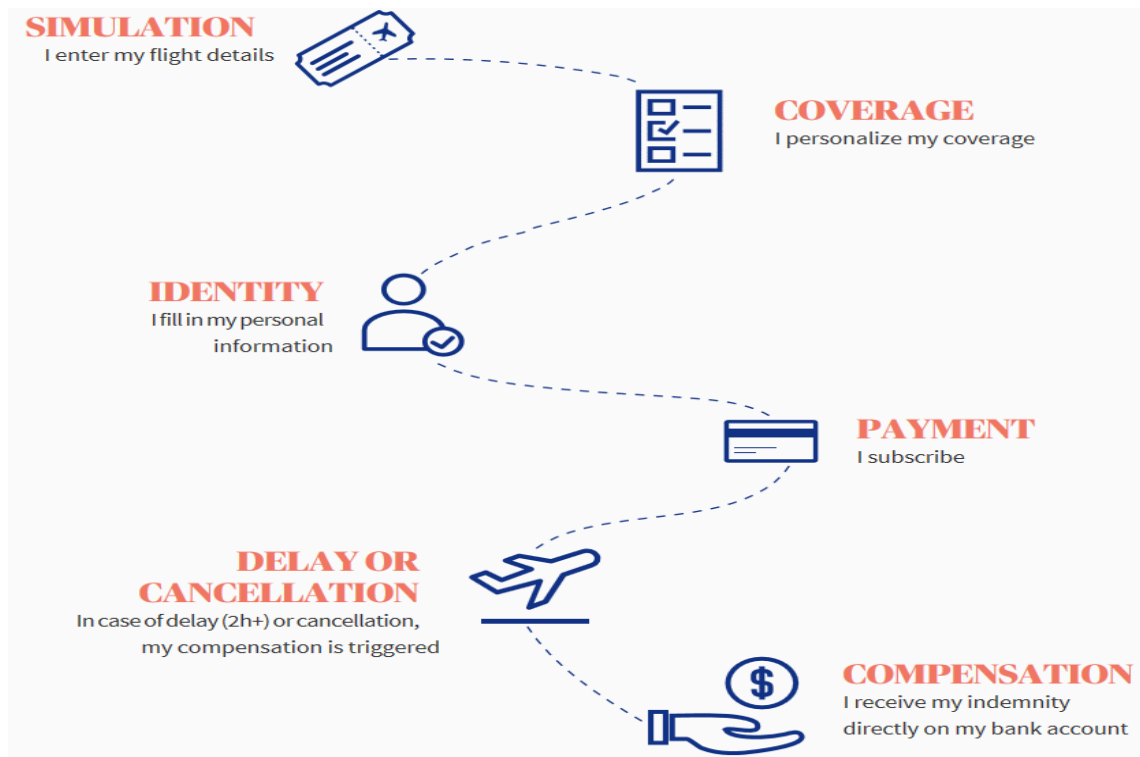 SIMULATION
I enter my flight details
COVERAGE
I personalize my coverage
IDENTITY
I fill in my personal
information
PAYMENT
I subscribe
DELAY OR
CANCELLATION
In case of delay (2h+) or cancellation,
my compensation is triggered
$
COMPENSATION
I receive my indemnity
directly on my bank account